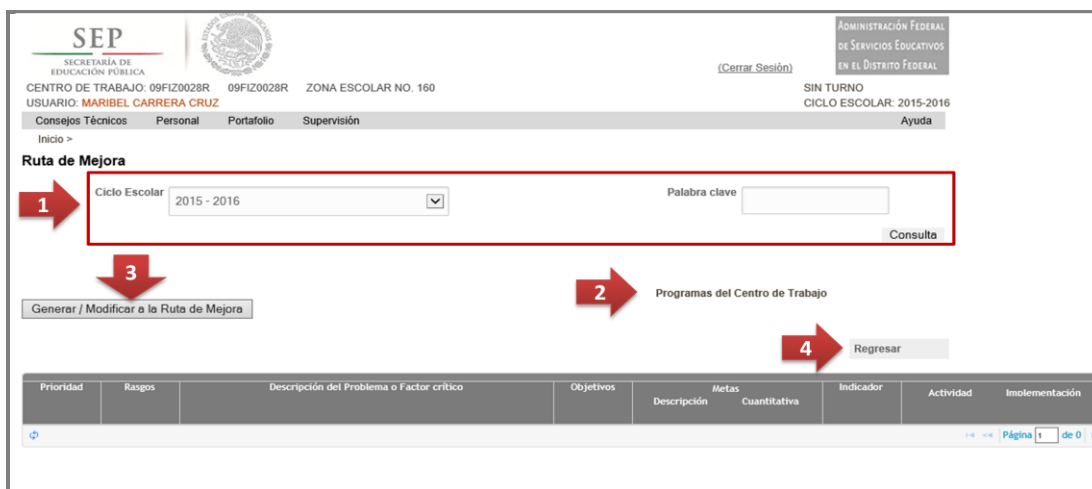 SEP
SECRETARÍA DE
EDUCACIÓN PÚBLICA
ADMINISTRACIÓN FEDERAL
DE SERVICIOS EDUCATIVOS
EN EL DISTRITO FEDERAL
(Cerrar Sesión)
CENTRO DE TRABAJO: 09FIZ0028R 09FIZ0028R ZONA ESCOLAR NO. 160 SIN TURNO
USUARIO: MARIBEL CARRERA CRUZ CICLO ESCOLAR: 2015-2016
Consejos Técnicos Personal Portafolio Supervisión Ayuda
Inicio >
Ruta de Mejora
1 Ciclo Escolar 2015 - 2016 Palabra clave
Consulta
3
2 Programas del Centro de Trabajo
Generar / Modificar a la Ruta de Mejora
4 Regresar
Prioridad Rasgos Descripción del Problema o Factor crítico Objetivos Metas Indicador Actividad Implementación
Descripción Cuantitativa
Página 1 de 0